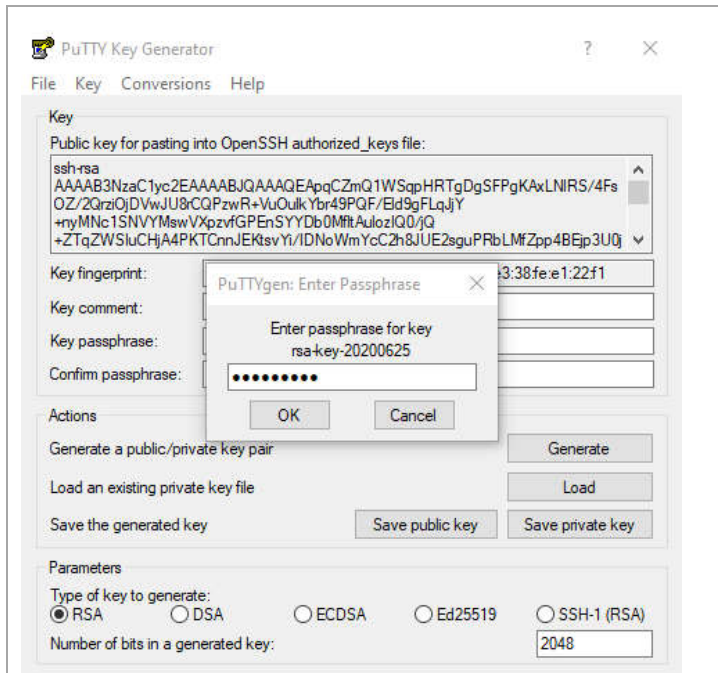 PuTTY Key Generator
File Key Conversions Help
Key
Public key for pasting into OpenSSH authorized_keys file:
ssh-rsa
AAAAB3NzaC1yc2EAAAABJQAAAQEApqCZmQ1WSqpHRTgDgSFPgKAxLNIRS/4Fs
OZ/2QrziOjDVwJU8rCQPzwR+VuOulkYbr49PQF/Eld9gFLqJjY
+nyMNc1SNVYMswVXpzvfGPEnSYYDb0MfltAulozIQ0/jQ
+ZTqZWSluCHjA4PKTCnnJEKtsvYi/IDNoWmYcC2h8JUE2sguPRbLMfZpp4BEjp3U0j
Key fingerprint:
3:38:fe:e1:22:f1
Key comment:
Key passphrase:
Confirm passphrase:
PuTTYgen: Enter Passphrase
Enter passphrase for key
rsa-key-20200625
•••••••••
OK Cancel
Actions
Generate a public/private key pair Generate
Load an existing private key file Load
Save the generated key Save public key Save private key
Parameters
Type of key to generate:
RSA DSA ECDSA Ed25519 SSH-1 (RSA)
Number of bits in a generated key: 2048